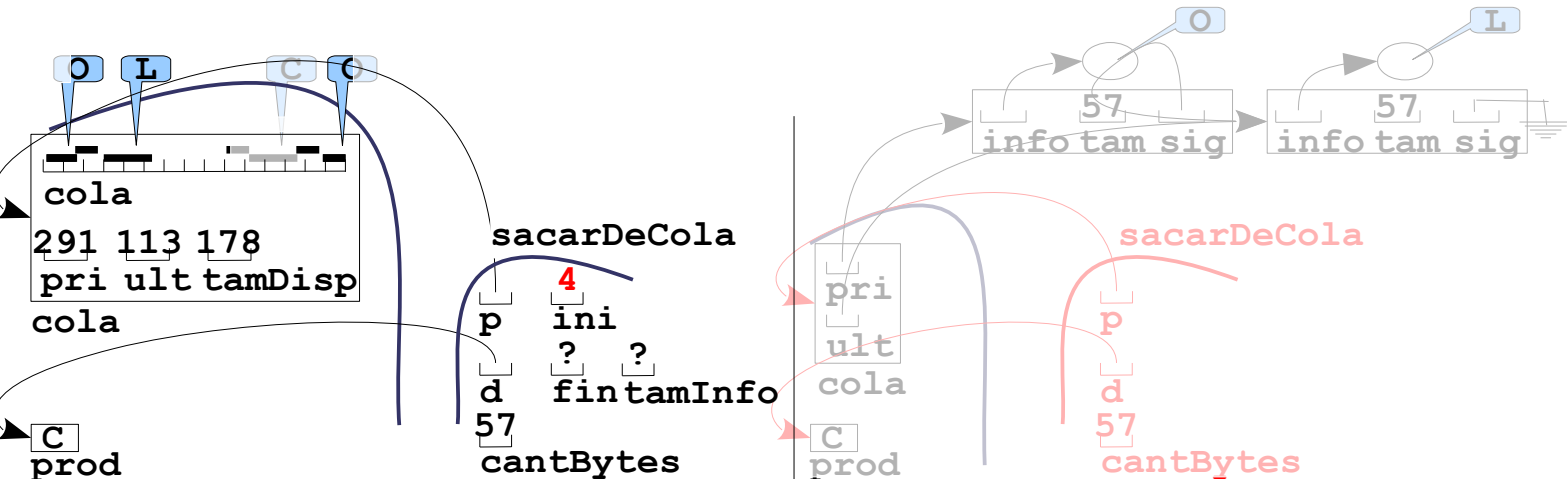 O L C O
cola
291 113 178
pri ult tamDisp
cola
sacarDeCola
4
p ini
? ?
d fin tamInfo
57
cantBytes
C
prod
O L
57 57
info tam sig info tam sig
sacarDeCola
pri
p
ult
cola
d
57
cantBytes
C
prod